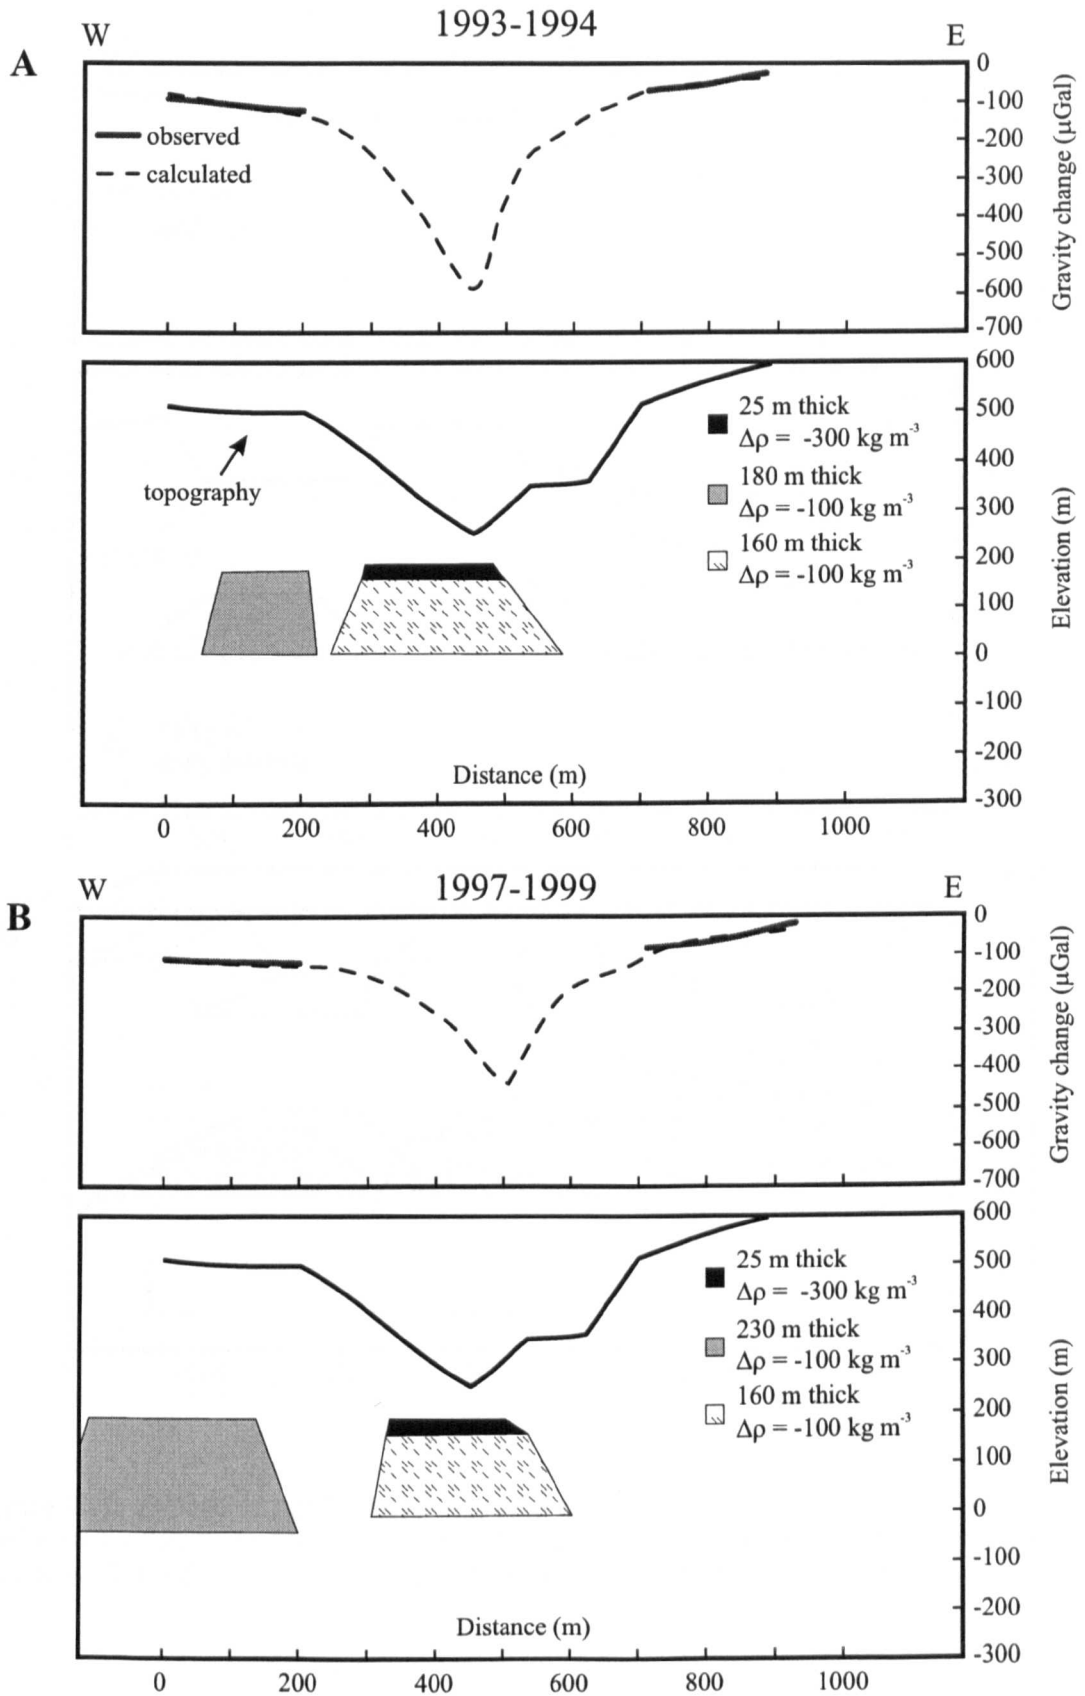 1993-1994
W
E
A
0
-100
-200
-300
-400
-500
-600
-700
Gravity change (µGal)
observed
calculated
600
500
400
300
200
100
0
-100
-200
-300
Elevation (m)
topography
25 m thick
Δρ = -300 kg m⁻³
180 m thick
Δρ = -100 kg m⁻³
160 m thick
Δρ = -100 kg m⁻³
Distance (m)
0 200 400 600 800 1000
1997-1999
W
E
B
0
-100
-200
-300
-400
-500
-600
-700
Gravity change (µGal)
600
500
400
300
200
100
0
-100
-200
-300
Elevation (m)
25 m thick
Δρ = -300 kg m⁻³
230 m thick
Δρ = -100 kg m⁻³
160 m thick
Δρ = -100 kg m⁻³
Distance (m)
0 200 400 600 800 1000